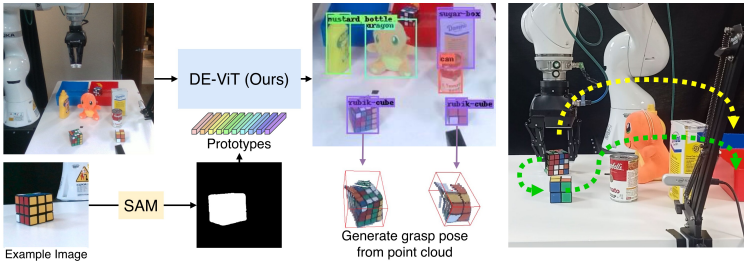 mustard bottle
dragon
sugar-box
can
DE-ViT (Ours)
rubik-cube
rubik-cube
Prototypes
SAM
Generate grasp pose
from point cloud
Example Image